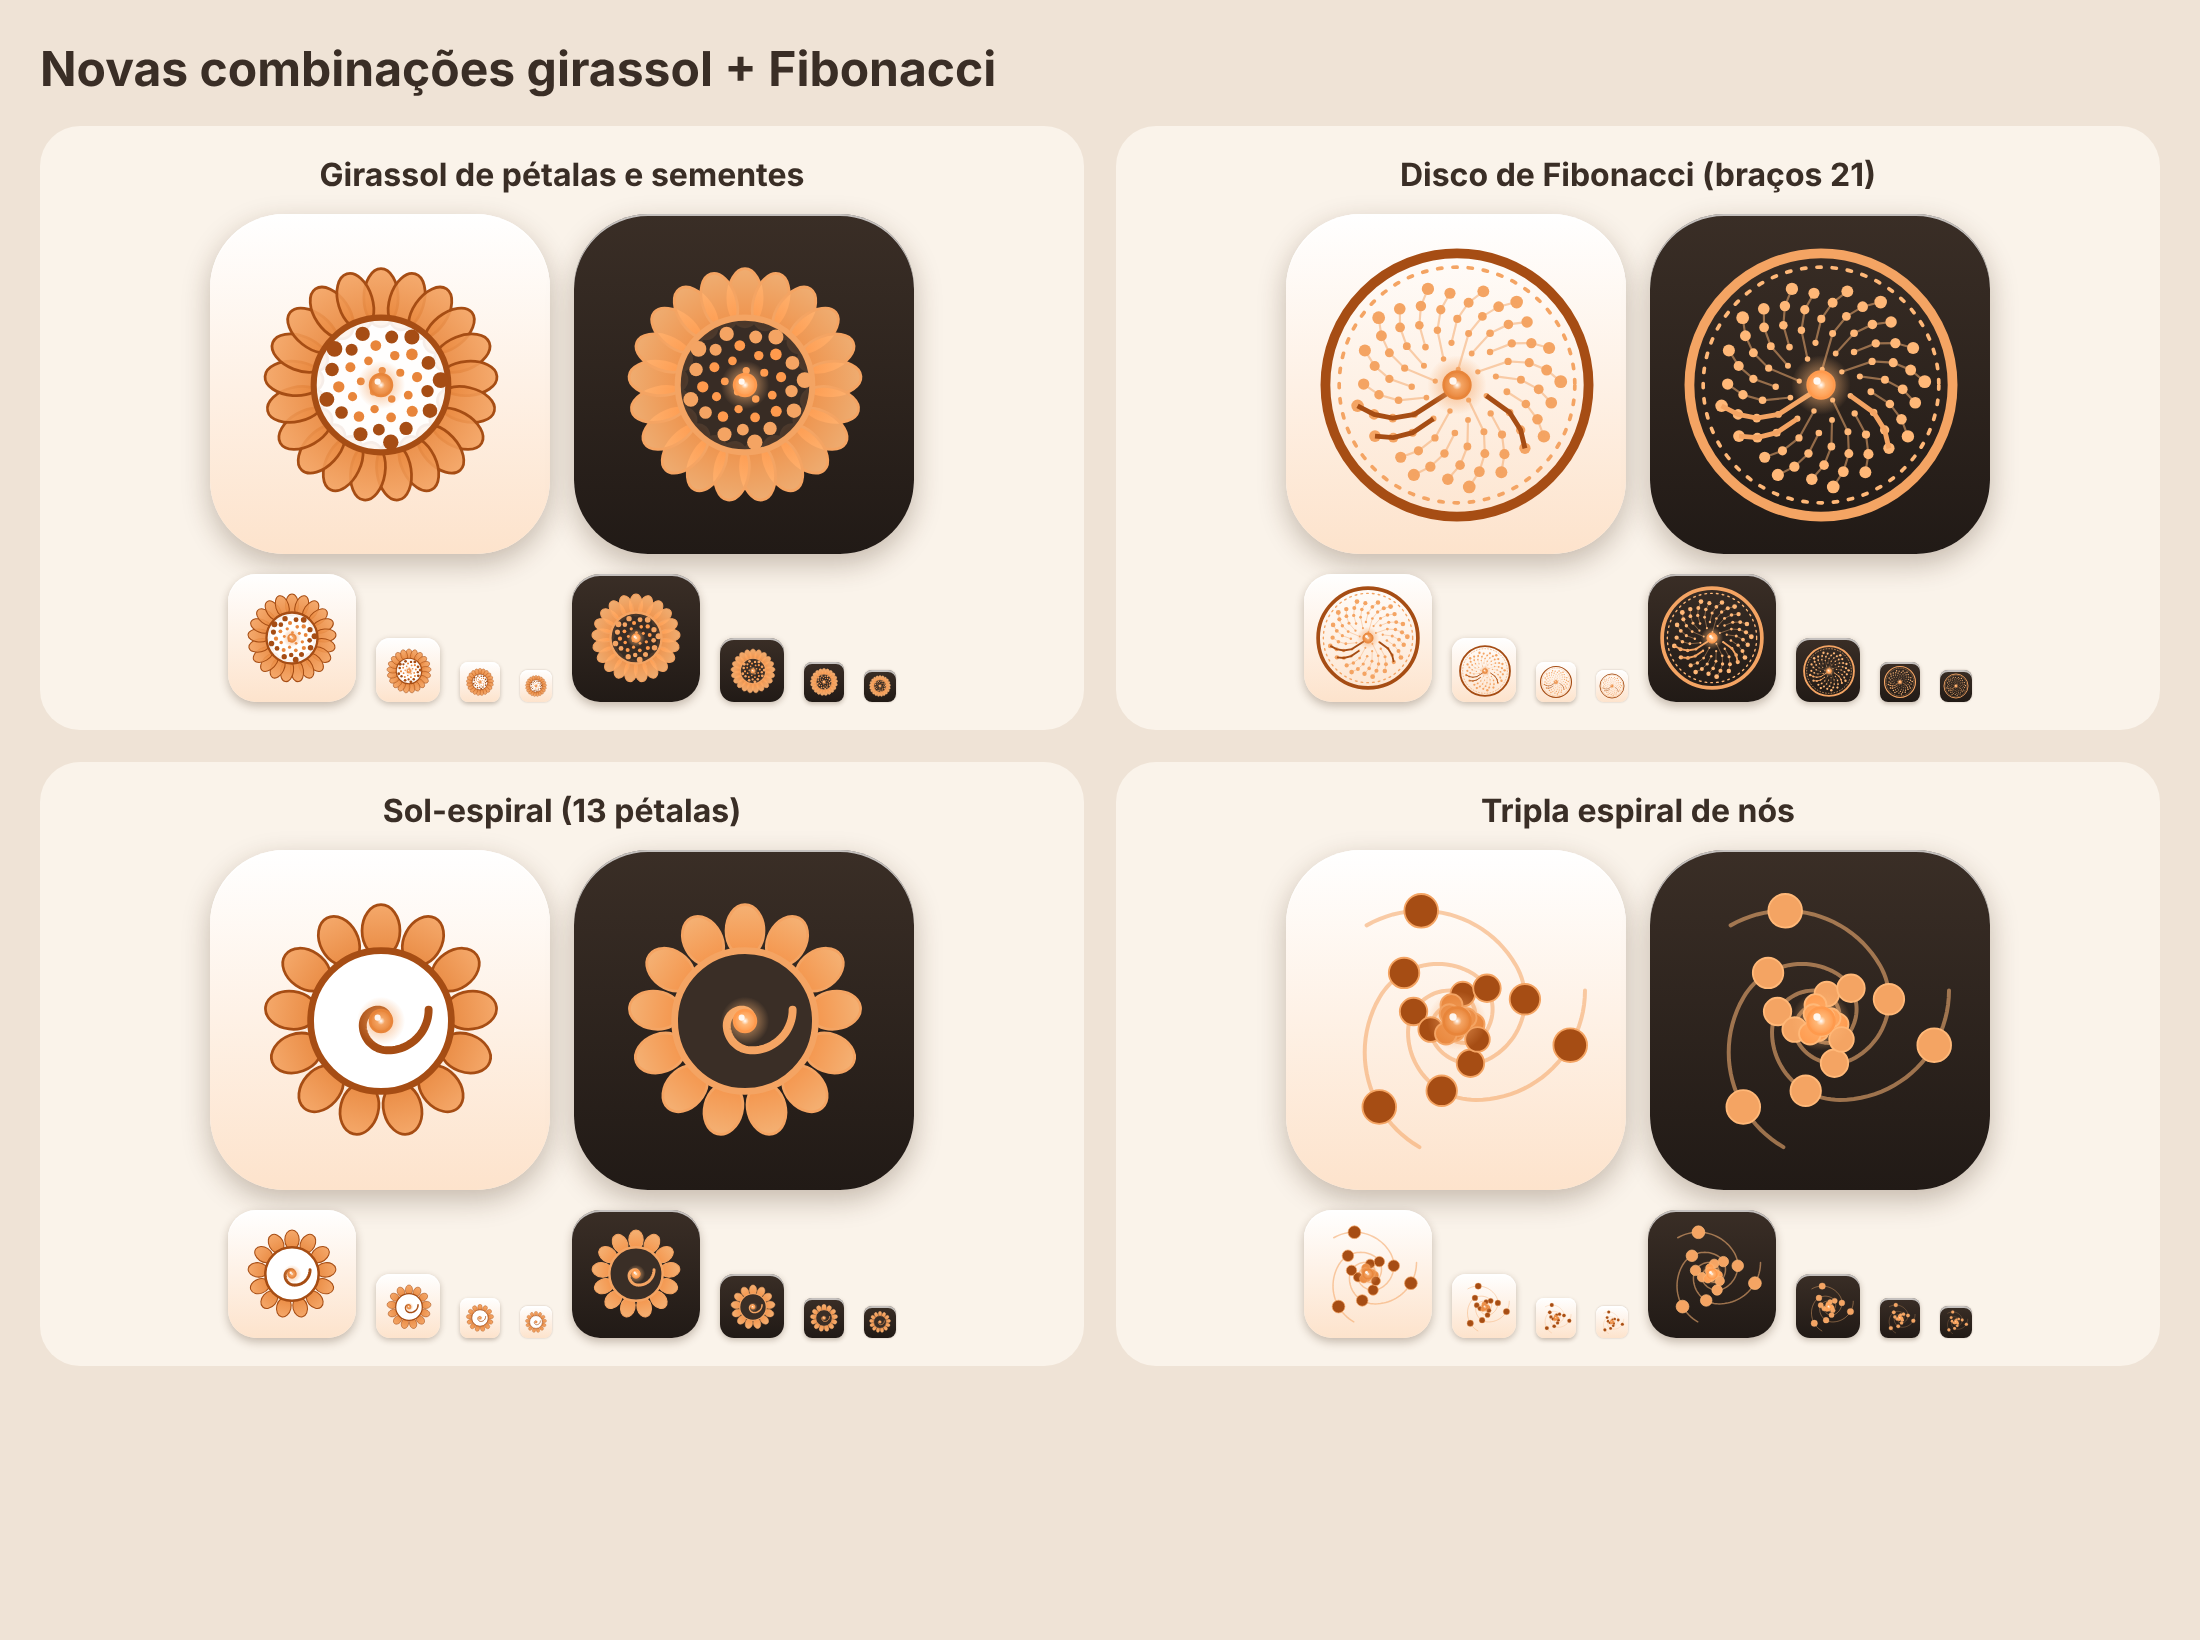 Novas combinações girassol + Fibonacci
Girassol de pétalas e sementes
Disco de Fibonacci (braços 21)
Sol-espiral (13 pétalas)
Tripla espiral de nós